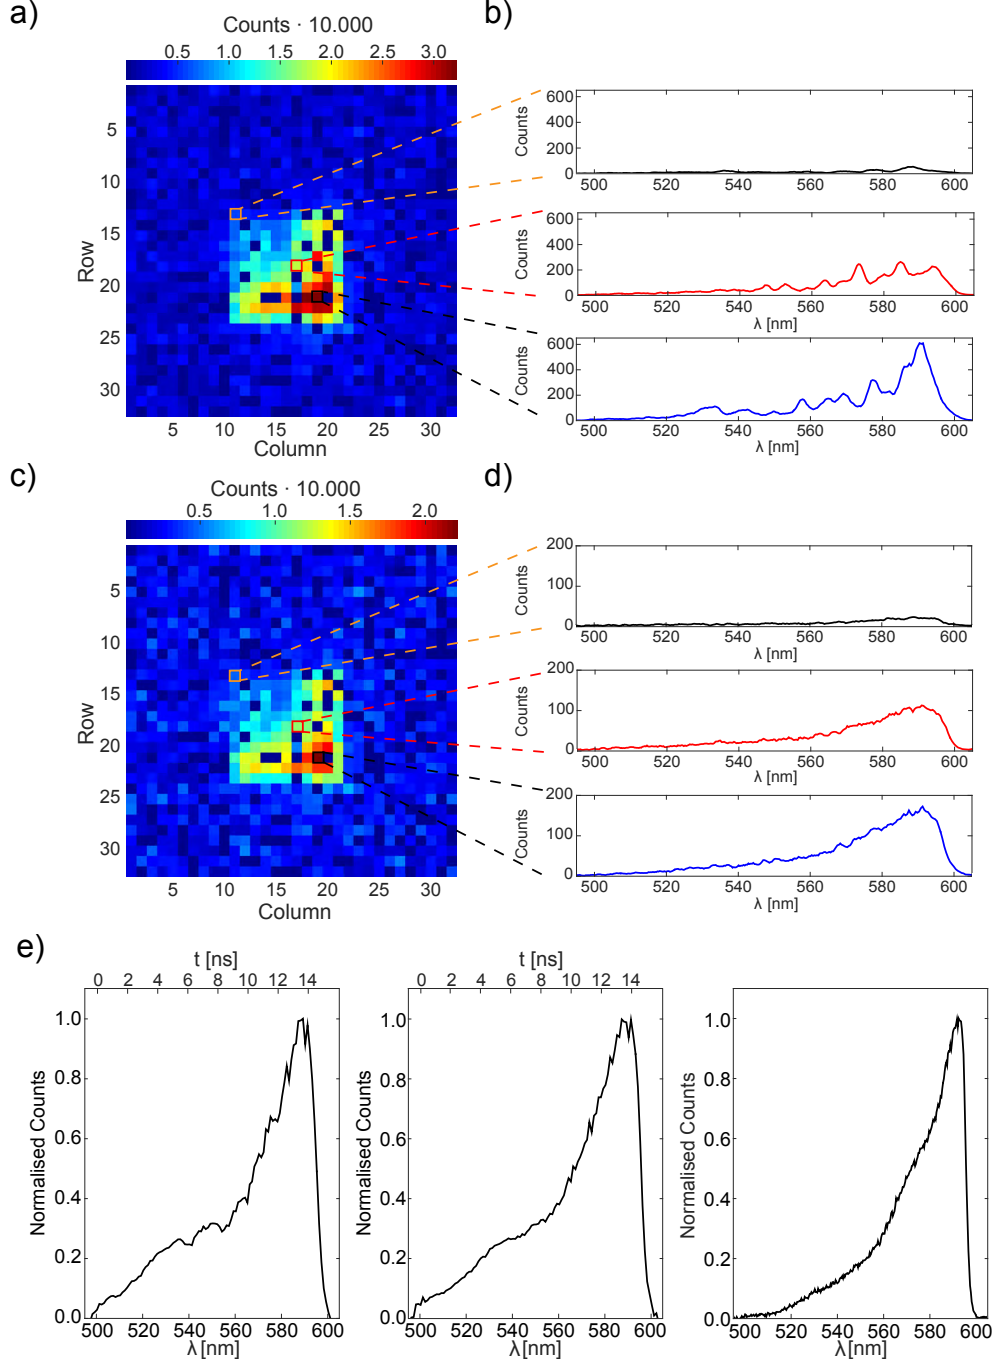 a)
Counts · 10.000
0.5 1.0 1.5 2.0 2.5 3.0
Row
5
10
15
20
25
30
5 10 15 20 25 30
Column
b)
Counts
600
400
200
0
500 520 540 560 580 600
Counts
600
400
200
0
500 520 540 560 580 600
λ [nm]
Counts
600
400
200
0
500 520 540 560 580 600
λ [nm]
c)
Counts · 10.000
0.5 1.0 1.5 2.0
Row
5
10
15
20
25
30
5 10 15 20 25 30
Column
d)
Counts
200
100
0
500 520 540 560 580 600
λ [nm]
Counts
200
100
0
500 520 540 560 580 600
λ [nm]
Counts
200
100
0
500 520 540 560 580 600
λ [nm]
e)
t [ns]
0 2 4 6 8 10 12 14
Normalised Counts
1.0
0.8
0.6
0.4
0.2
0.0
500 520 540 560 580 600
λ [nm]
t [ns]
0 2 4 6 8 10 12 14
Normalised Counts
1.0
0.8
0.6
0.4
0.2
0.0
500 520 540 560 580 600
λ [nm]
Normalised Counts
1.0
0.8
0.6
0.4
0.2
0.0
500 520 540 560 580 600
λ [nm]